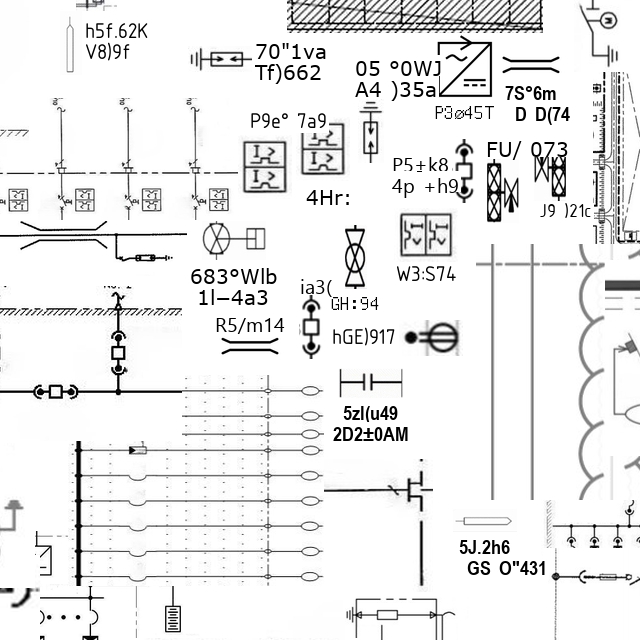 h5f.62K
V8)9f
70"1va
Tf)662
05 °0WJ
A4 )35a
P3⌀45T
7S°6m
D D(74
P9e° 7a9
4Hr:
P5±k8
4p +h9
FU/ 073
J9 )21c
W3:S74
683°Wlb
1l−4a3
ia3(
GH:94
R5/m14
hGE)917
5zl(u49
2D2±0AM
5J.2h6
GS O"431